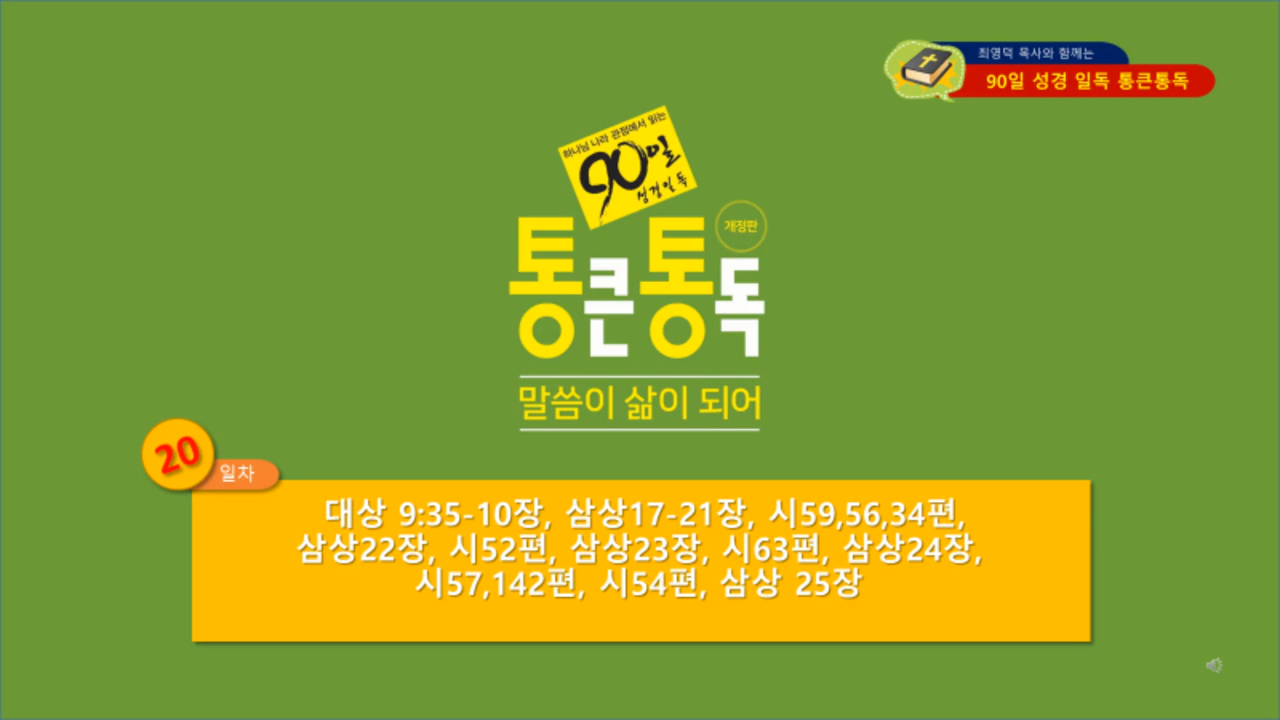 최영덕 목사와 함께는
90일 성경 일독 통큰통독
하나님 나라 관점에서 읽는
90일
성경일독
개정판
통큰통독
말씀이 삶이 되어
20
일차
대상 9:35-10장, 삼상17-21장, 시59,56,34편,
삼상22장, 시52편, 삼상23장, 시63편, 삼상24장,
시57,142편, 시54편, 삼상 25장